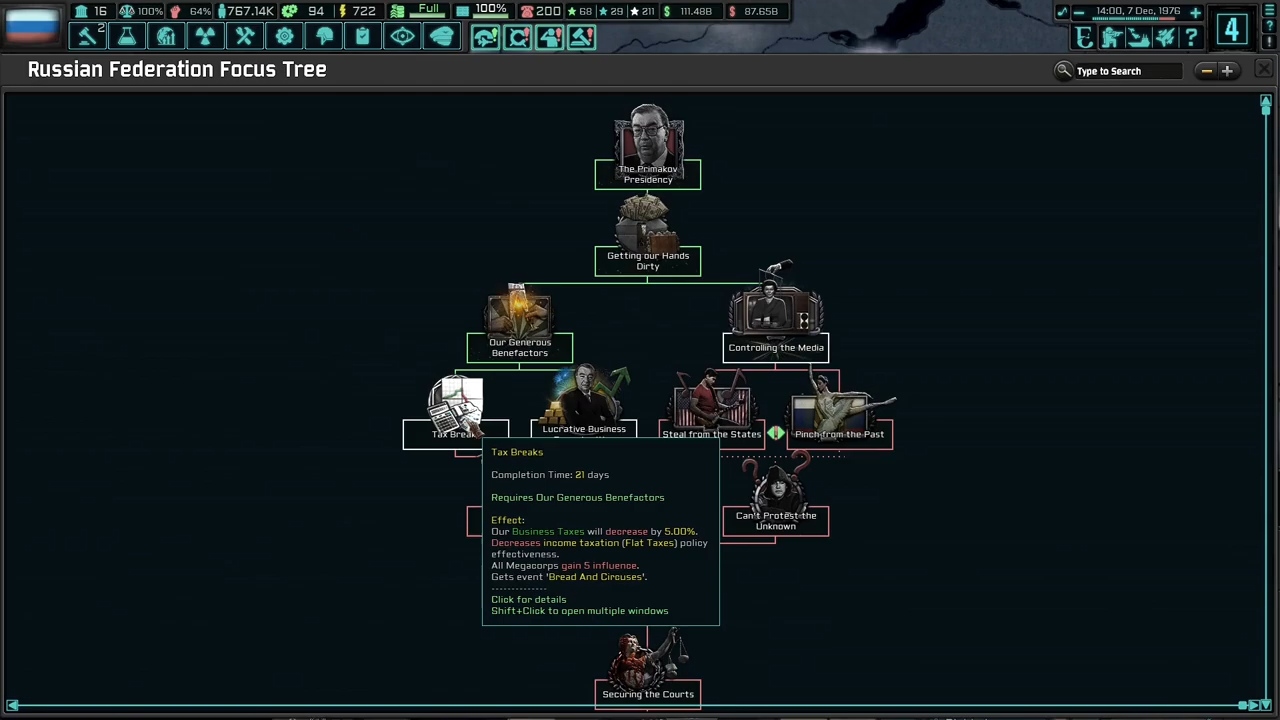 16 100% 64% 767.14K 94 722 Full 100% 200 68 29 211 $ 111.48B $ 87.65B 14:00, 7 Dec, 1976
2
4
Russian Federation Focus Tree
Type to Search
The Primakov
Presidency
Getting our Hands
Dirty
Our Generous
Benefactors
Controlling the Media
Tax Breaks
Lucrative Business
Steal from the States
Pinch from the Past
Can't Protest the
Unknown
Tax Breaks
Completion Time: 21 days
Requires Our Generous Benefactors
Effect:
Our Business Taxes will decrease by 5.00%.
Decreases income taxation (Flat Taxes) policy
effectiveness.
All Megacorps gain 5 influence.
Gets event 'Bread And Circuses'.
--------------
Click for details
Shift+Click to open multiple windows
Securing the Courts